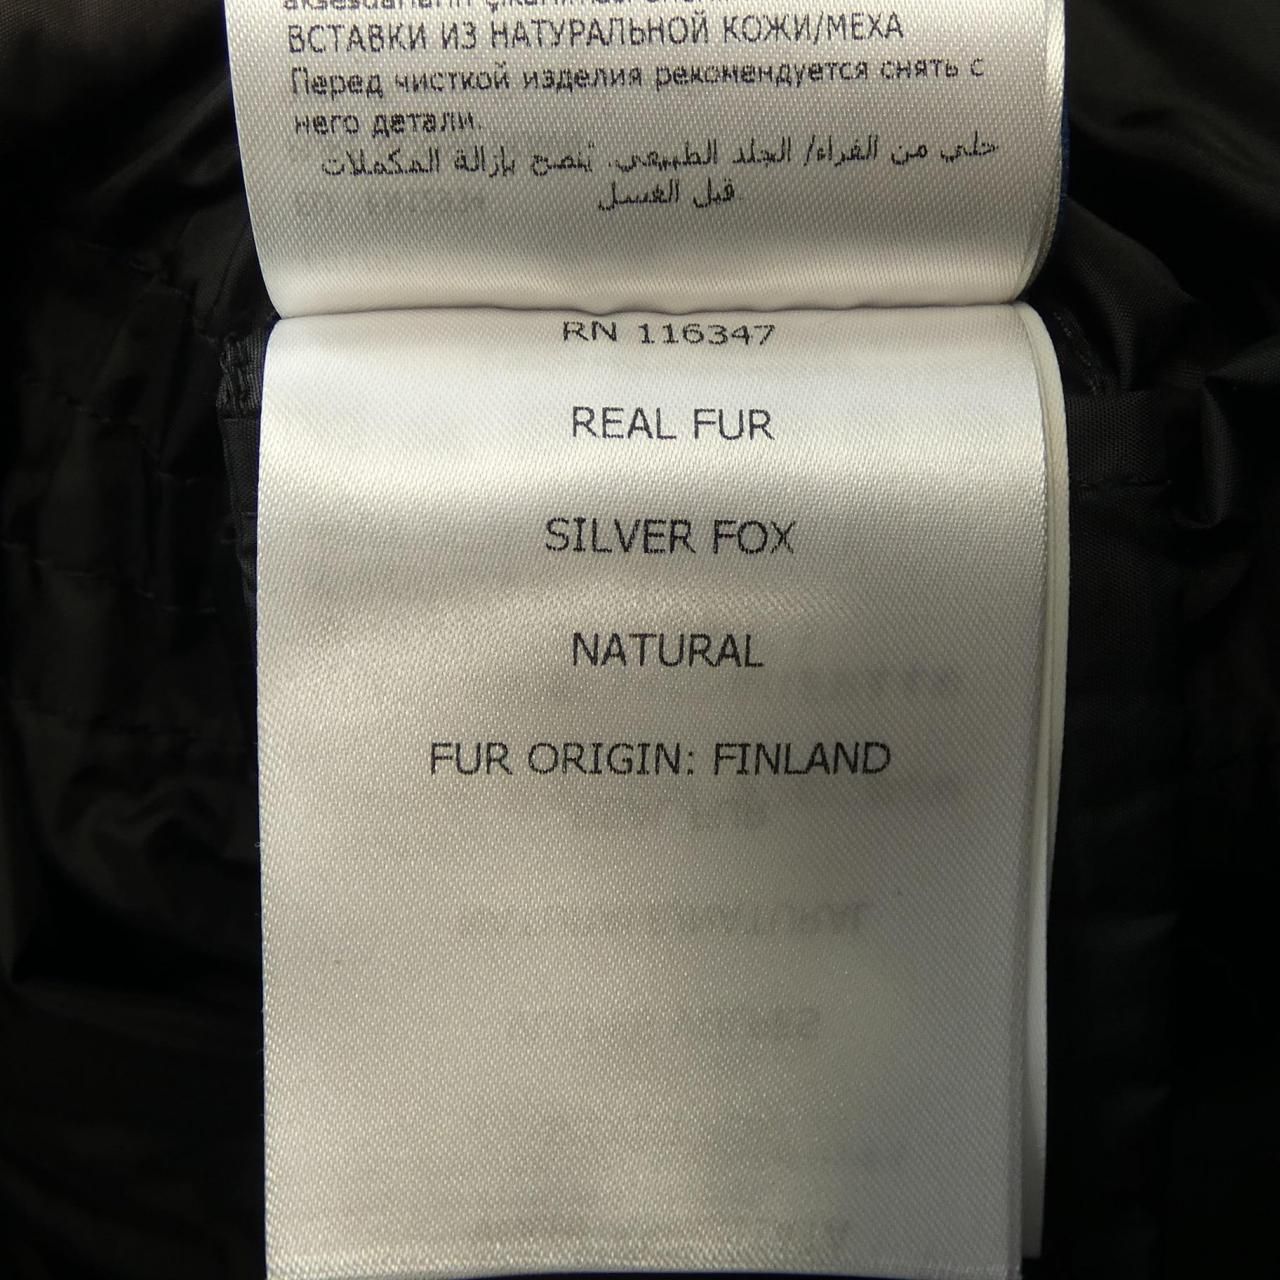 ВСТАВКИ ИЗ НАТУРАЛЬНОЙ КОЖИ/МЕХА
Перед чисткой изделия рекомендуется снять с
него детали.
حلي من الفراء/ الجلد الطبيعي. يُنصح بإزالة المكملات
قبل الغسل
RN 116347
REAL FUR
SILVER FOX
NATURAL
FUR ORIGIN: FINLAND